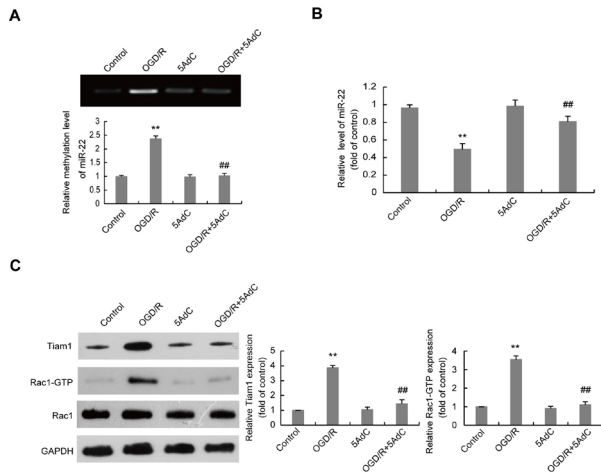 A
Control
OGD/R
5AdC
OGD/R+5AdC
Relative methylation level
of miR-22
3
2.5
2
1.5
1
0.5
0
**
##
Control
OGD/R
5AdC
OGD/R+5AdC
B
Relative level of miR-22
(fold of control)
1.2
1
0.8
0.6
0.4
0.2
0
**
##
Control
OGD/R
5AdC
OGD/R+5AdC
C
Control
OGD/R
5AdC
OGD/R+5AdC
Tiam1
Rac1-GTP
Rac1
GAPDH
Relative Tiam1 expression
(fold of control)
5
4
3
2
1
0
**
##
Control
OGD/R
5AdC
OGD/R+5AdC
Relative Rac1-GTP expression
(fold of control)
4
3
2
1
0
**
##
Control
OGD/R
5AdC
OGD/R+5AdC